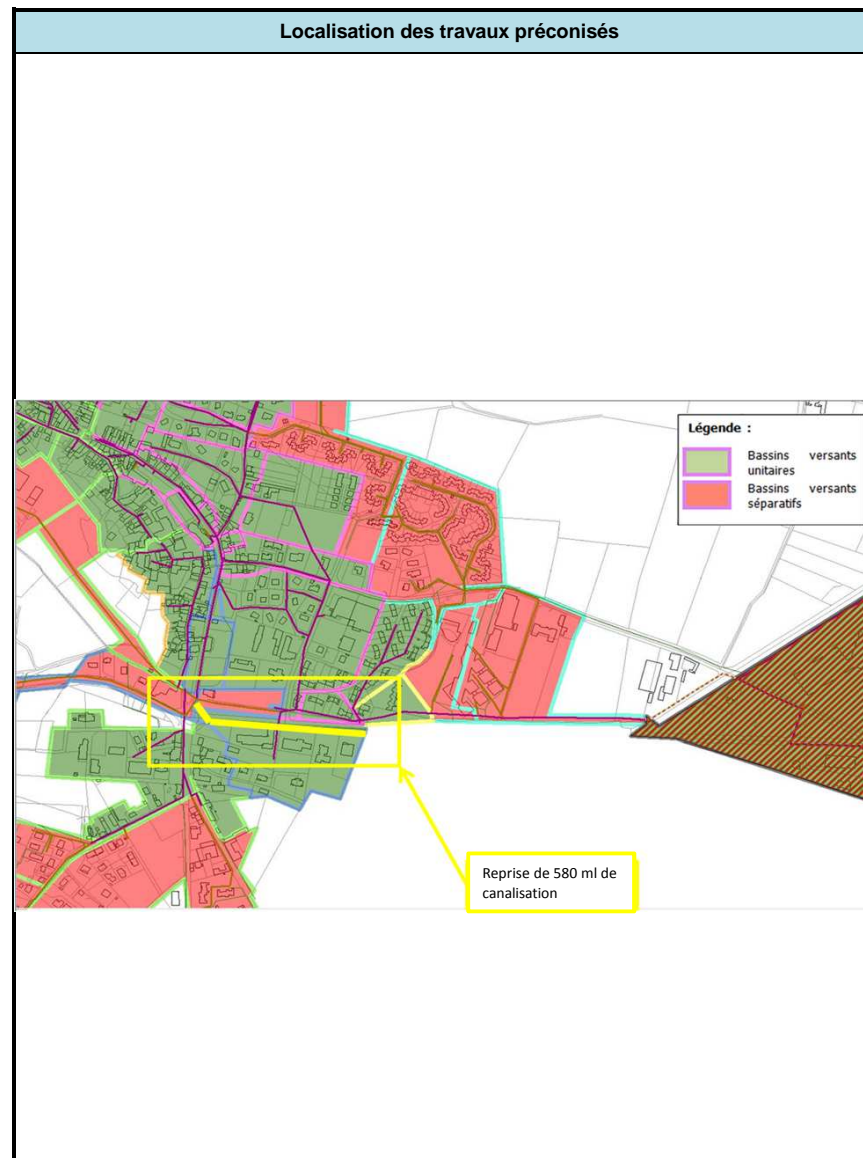 Localisation des travaux préconisés
Légende :
Bassins versants
unitaires
Bassins versants
séparatifs
Reprise de 580 ml de
canalisation